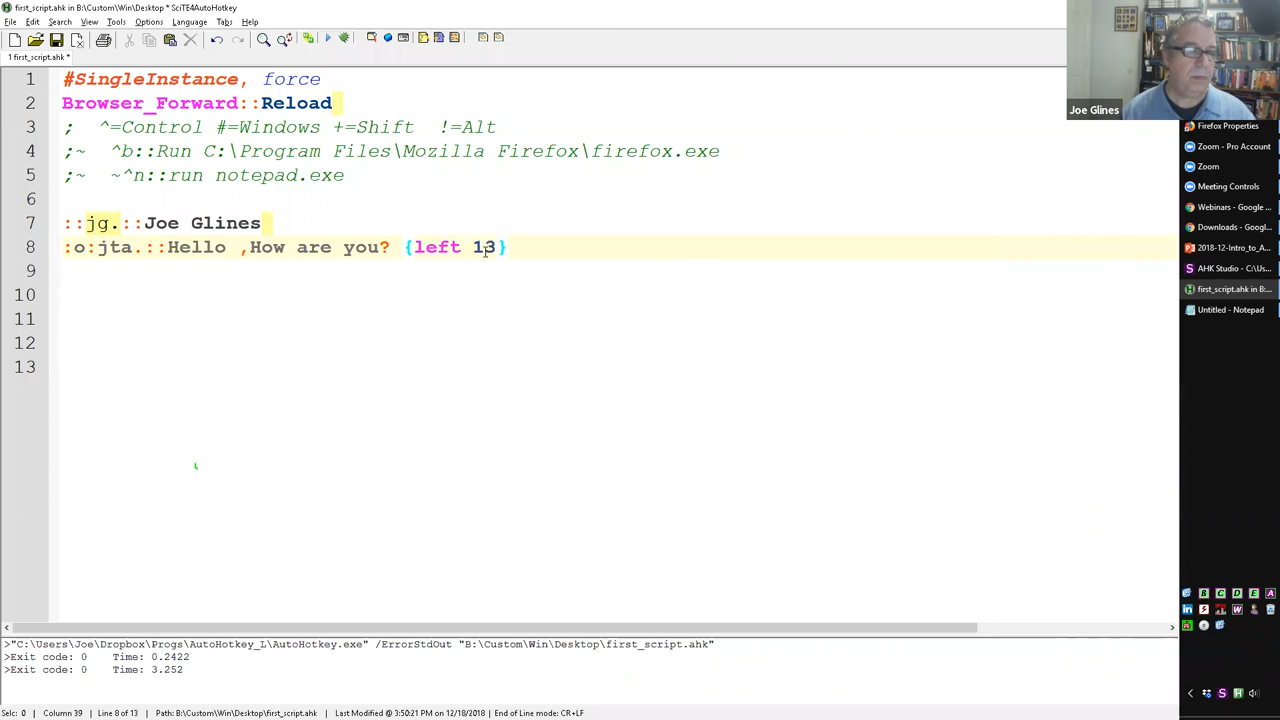 first_script.ahk in B:\Custom\Win\Desktop * SciTE4AutoHotkey
File Edit Search View Tools Options Language Tabs Help
1 first_script.ahk *
1 #SingleInstance, force
2 Browser_Forward::Reload
3 ;  ^=Control #=Windows +=Shift  !=Alt
4 ;~  ^b::Run C:\Program Files\Mozilla Firefox\firefox.exe
5 ;~  ~^n::run notepad.exe
6
7 ::jg.::Joe Glines
8 :o:jta.::Hello ,How are you? {left 13}
9
10
11
12
13
Joe Glines
Firefox Properties
Zoom - Pro Account
Zoom
Meeting Controls
Webinars - Google ...
Downloads - Googl...
2018-12-Intro_to_A...
AHK Studio - C:\Us...
first_script.ahk in B:...
Untitled - Notepad
>"C:\Users\Joe\Dropbox\Progs\AutoHotkey_L\AutoHotkey.exe" /ErrorStdOut "B:\Custom\Win\Desktop\first_script.ahk"
>Exit code: 0    Time: 0.2422
>Exit code: 0    Time: 3.252
Selc: 0 Column 39 Line 8 of 13 Path: B:\Custom\Win\Desktop\first_script.ahk Last Modified @ 3:50:21 PM 12/18/2018 End of Line mode: CR+LF